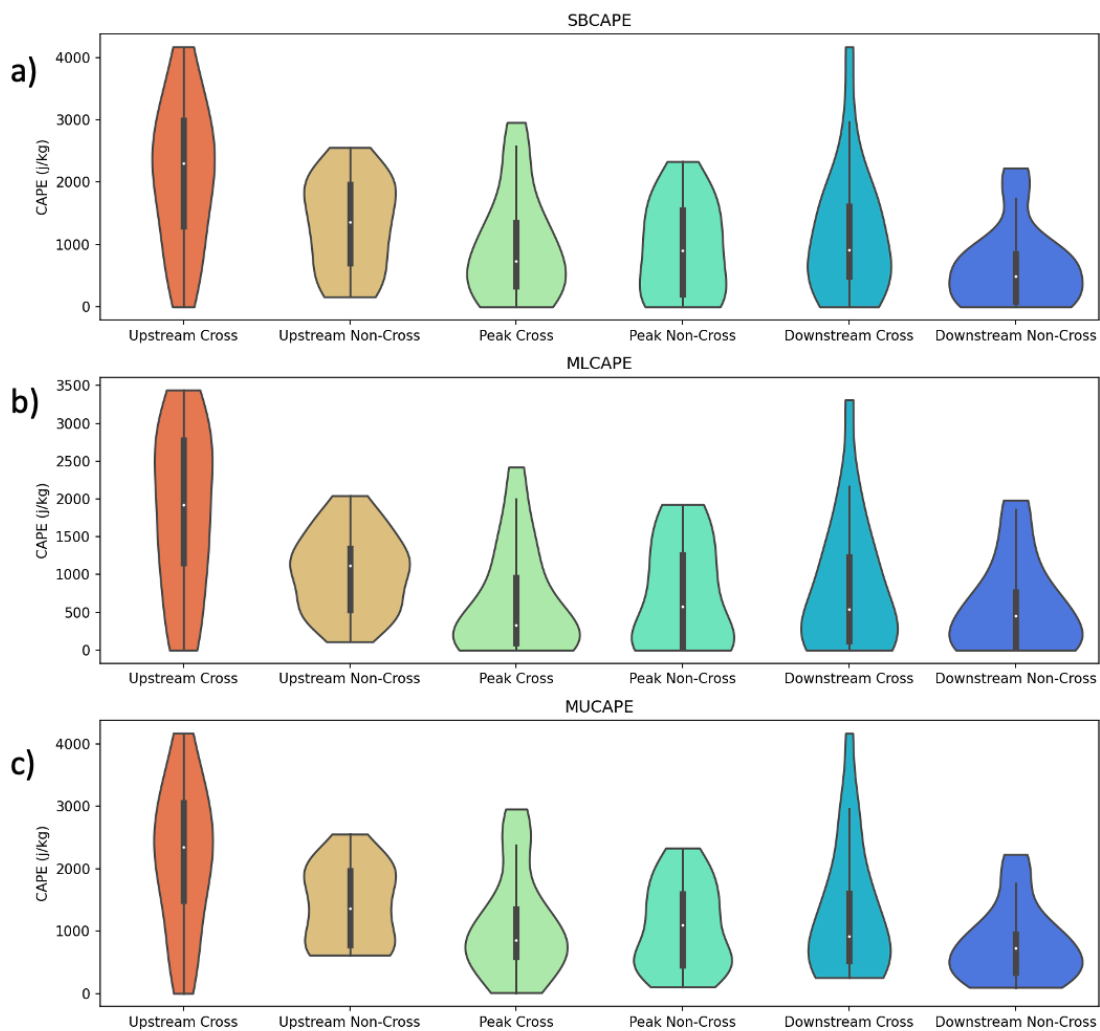 SBCAPE
a)
CAPE (j/kg)
4000
3000
2000
1000
0
Upstream Cross
Upstream Non-Cross
Peak Cross
Peak Non-Cross
Downstream Cross
Downstream Non-Cross
MLCAPE
b)
CAPE (j/kg)
3500
3000
2500
2000
1500
1000
500
0
Upstream Cross
Upstream Non-Cross
Peak Cross
Peak Non-Cross
Downstream Cross
Downstream Non-Cross
MUCAPE
c)
CAPE (j/kg)
4000
3000
2000
1000
0
Upstream Cross
Upstream Non-Cross
Peak Cross
Peak Non-Cross
Downstream Cross
Downstream Non-Cross